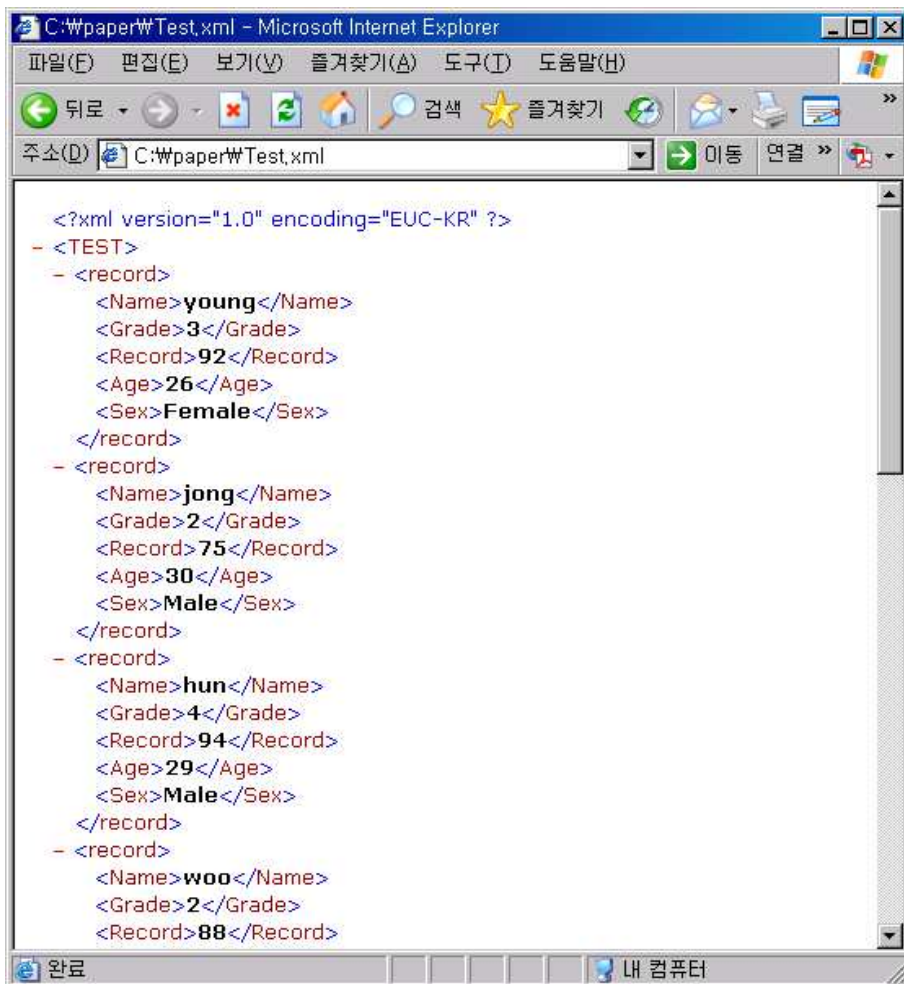 C:₩paper₩Test.xml - Microsoft Internet Explorer
파일(F) 편집(E) 보기(V) 즐겨찾기(A) 도구(T) 도움말(H)
뒤로 검색 즐겨찾기 »
주소(D) C:₩paper₩Test.xml 이동 연결 »
<?xml version="1.0" encoding="EUC-KR" ?>
- <TEST>
- <record>
<Name>young</Name>
<Grade>3</Grade>
<Record>92</Record>
<Age>26</Age>
<Sex>Female</Sex>
</record>
- <record>
<Name>jong</Name>
<Grade>2</Grade>
<Record>75</Record>
<Age>30</Age>
<Sex>Male</Sex>
</record>
- <record>
<Name>hun</Name>
<Grade>4</Grade>
<Record>94</Record>
<Age>29</Age>
<Sex>Male</Sex>
</record>
- <record>
<Name>woo</Name>
<Grade>2</Grade>
<Record>88</Record>
완료 내 컴퓨터